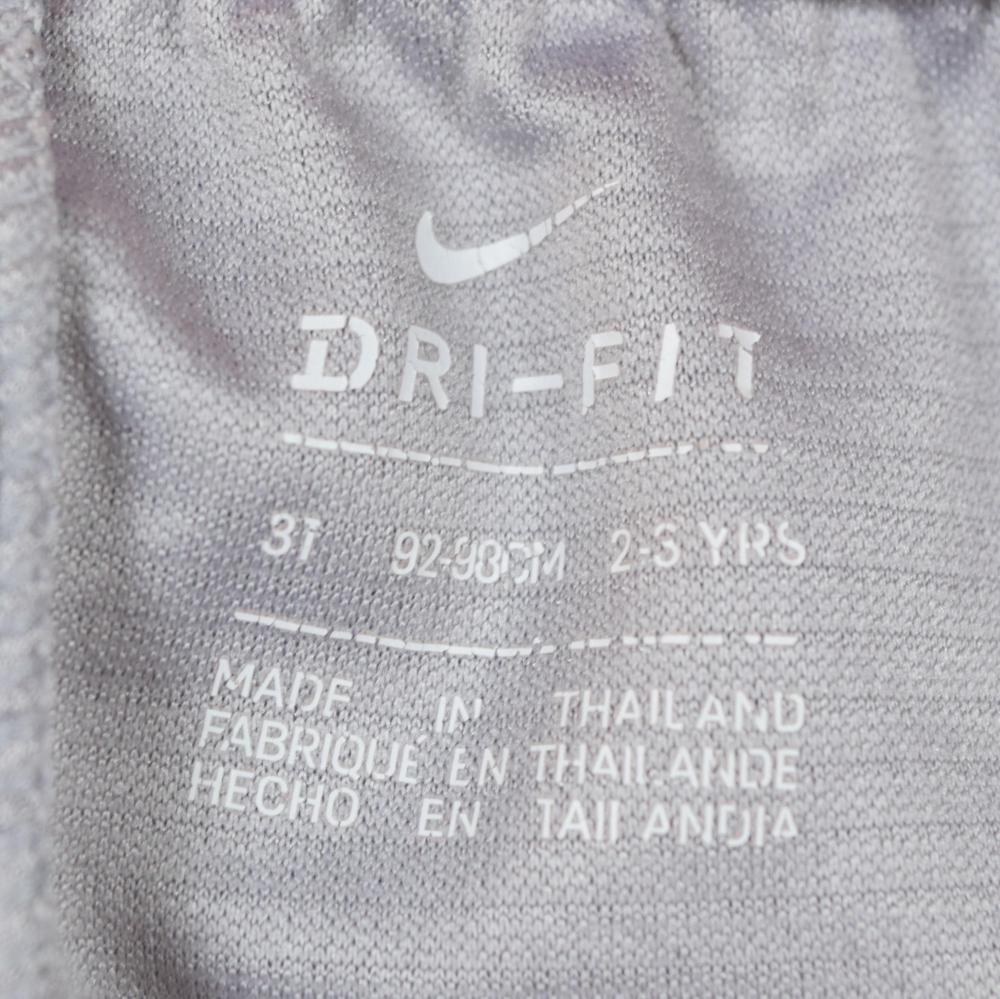 DRI-FIT
3T 92-98CM 2-3 YRS
MADE IN THAILAND
FABRIQUÉ EN THAILANDE
HECHO EN TAILANDIA